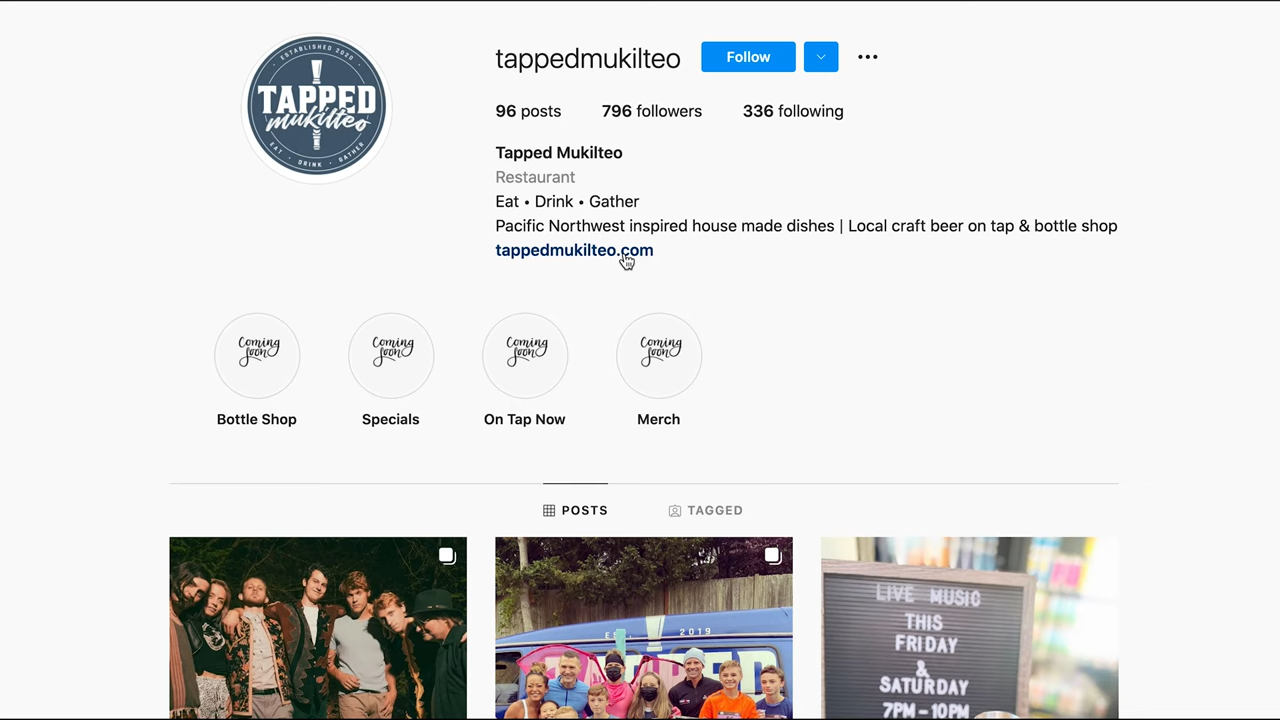 ESTABLISHED 2020
TAPPED
mukilteo
EAT • DRINK • GATHER
tappedmukilteo
Follow
96 posts 796 followers 336 following
Tapped Mukilteo
Restaurant
Eat • Drink • Gather
Pacific Northwest inspired house made dishes | Local craft beer on tap & bottle shop
tappedmukilteo.com
Coming soon
Coming soon
Coming soon
Coming soon
Bottle Shop
Specials
On Tap Now
Merch
POSTS
TAGGED
2019
LIVE MUSIC
THIS
FRIDAY
&
SATURDAY
7PM-10PM